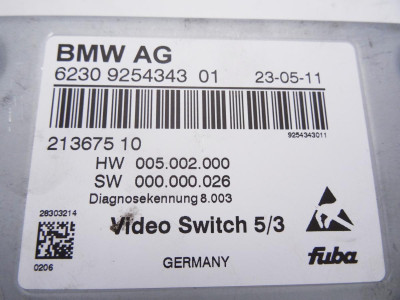 BMW AG
6230 9254343 01 23-05-11
9254343011
213675 10
HW 005.002.000
SW 000.000.026
Diagnosekennung 8.003
28303214
Video Switch 5/3
0206
GERMANY
fuba